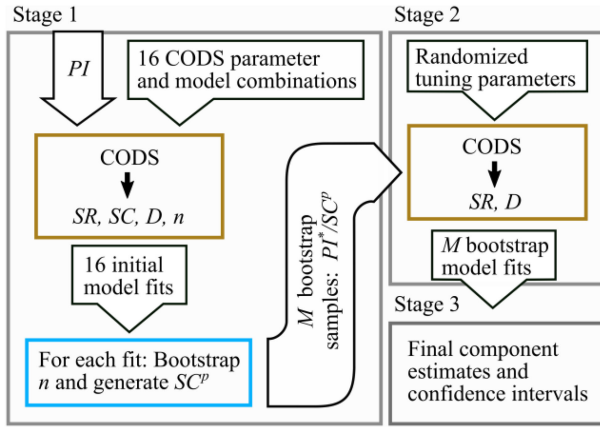 Stage 1
PI
16 CODS parameter
and model combinations
CODS
SR, SC, D, n
16 initial
model fits
For each fit: Bootstrap
n and generate SCᵖ
M bootstrap
samples: PI*/SCᵖ
Stage 2
Randomized
tuning parameters
CODS
SR, D
M bootstrap
model fits
Stage 3
Final component
estimates and
confidence intervals